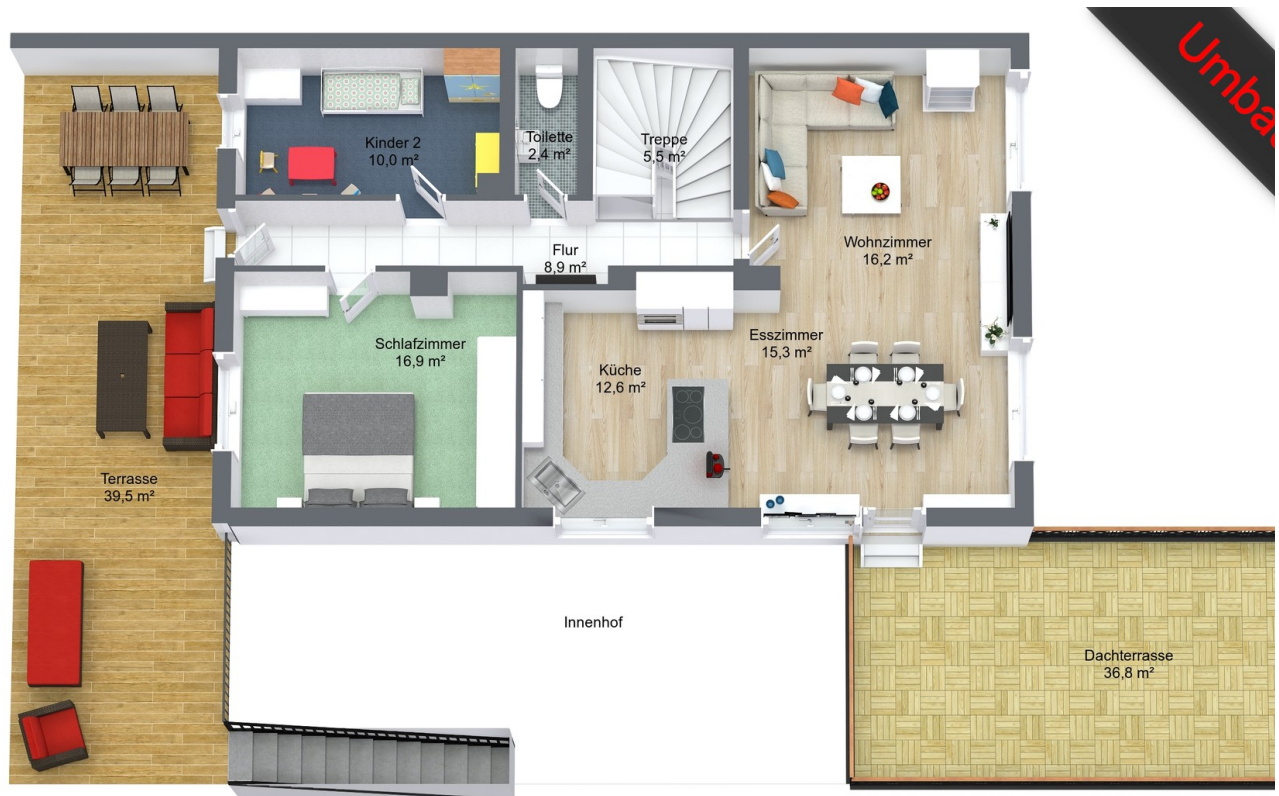 Umba
Kinder 2
10,0 m²
Toilette
2,4 m²
Treppe
5,5 m²
Wohnzimmer
16,2 m²
Flur
8,9 m²
Schlafzimmer
16,9 m²
Esszimmer
15,3 m²
Küche
12,6 m²
Terrasse
39,5 m²
Innenhof
Dachterrasse
36,8 m²